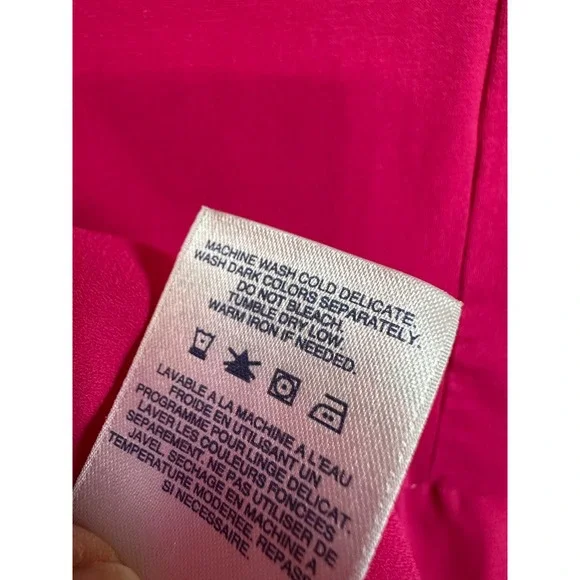 MACHINE WASH COLD DELICATE,
WASH DARK COLORS SEPARATELY.
DO NOT BLEACH,
TUMBLE DRY LOW,
WARM IRON IF NEEDED.
LAVABLE A LA MACHINE A L'EAU
FROIDE EN UTILISANT UN
PROGRAMME POUR LINGE DELICAT.
LAVER LES COULEURS FONCEES
SEPAREMENT, NE PAS UTILISER D
JAVEL, SECHAGE EN MACHINE A
TEMPERATURE MODEREE, REPASS
SI NECESSAIRE.